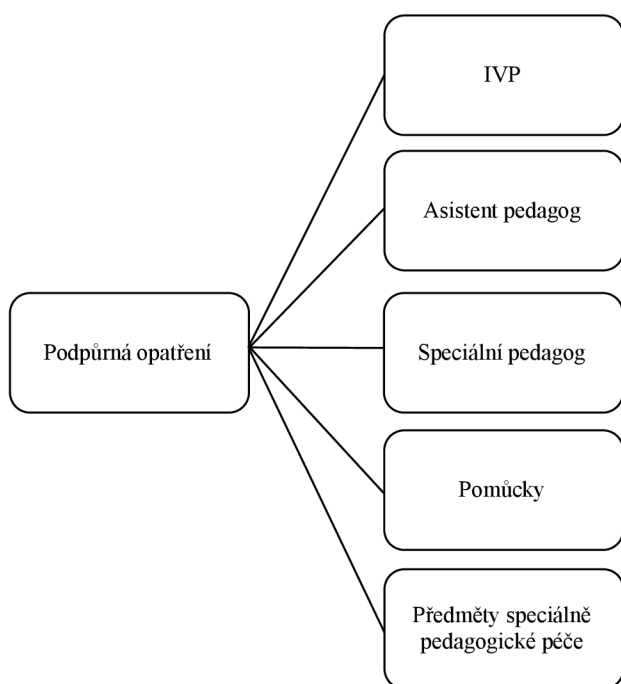 IVP
Asistent pedagog
Podpůrná opatření
Speciální pedagog
Pomůcky
Předměty speciálně
pedagogické péče